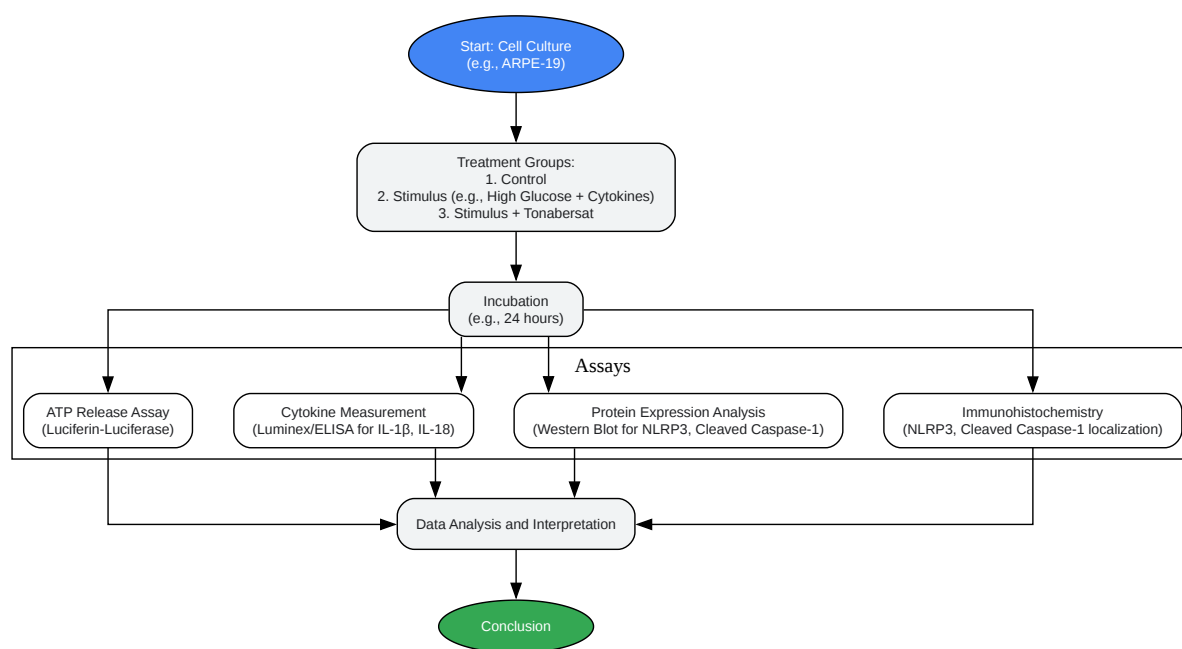 Start: Cell Culture
(e.g., ARPE-19)
Treatment Groups:
1. Control
2. Stimulus (e.g., High Glucose + Cytokines)
3. Stimulus + Tonabersat
Incubation
(e.g., 24 hours)
Assays
ATP Release Assay
(Luciferin-Luciferase)
Cytokine Measurement
(Luminex/ELISA for IL-1β, IL-18)
Protein Expression Analysis
(Western Blot for NLRP3, Cleaved Caspase-1)
Immunohistochemistry
(NLRP3, Cleaved Caspase-1 localization)
Data Analysis and Interpretation
Conclusion